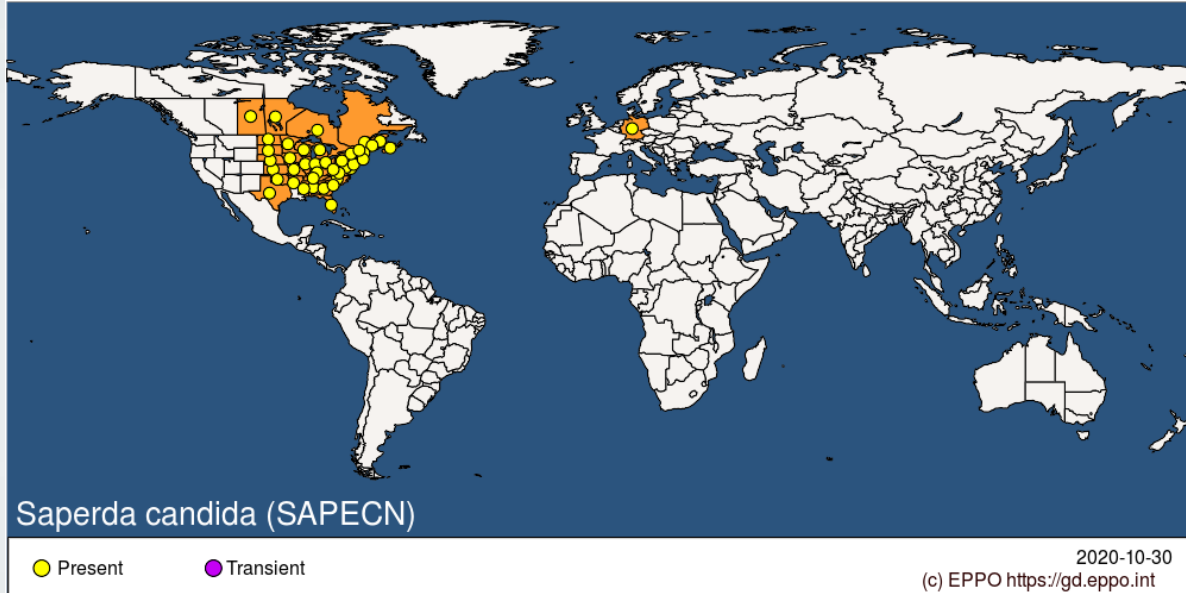 Saperda candida (SAPECN)
Present
Transient
2020-10-30
(c) EPPO https://gd.eppo.int